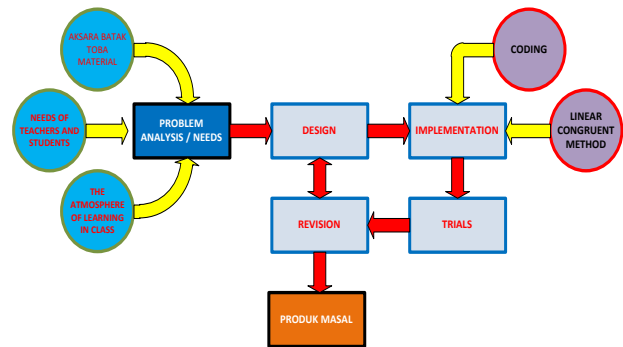 AKSARA BATAK
TOBA
MATERIAL
CODING
NEEDS OF
TEACHERS AND
STUDENTS
PROBLEM
ANALYSIS / NEEDS
DESIGN
IMPLEMENTATION
LINEAR
CONGRUENT
METHOD
THE
ATMOSPHERE
OF LEARNING
IN CLASS
REVISION
TRIALS
PRODUK MASAL